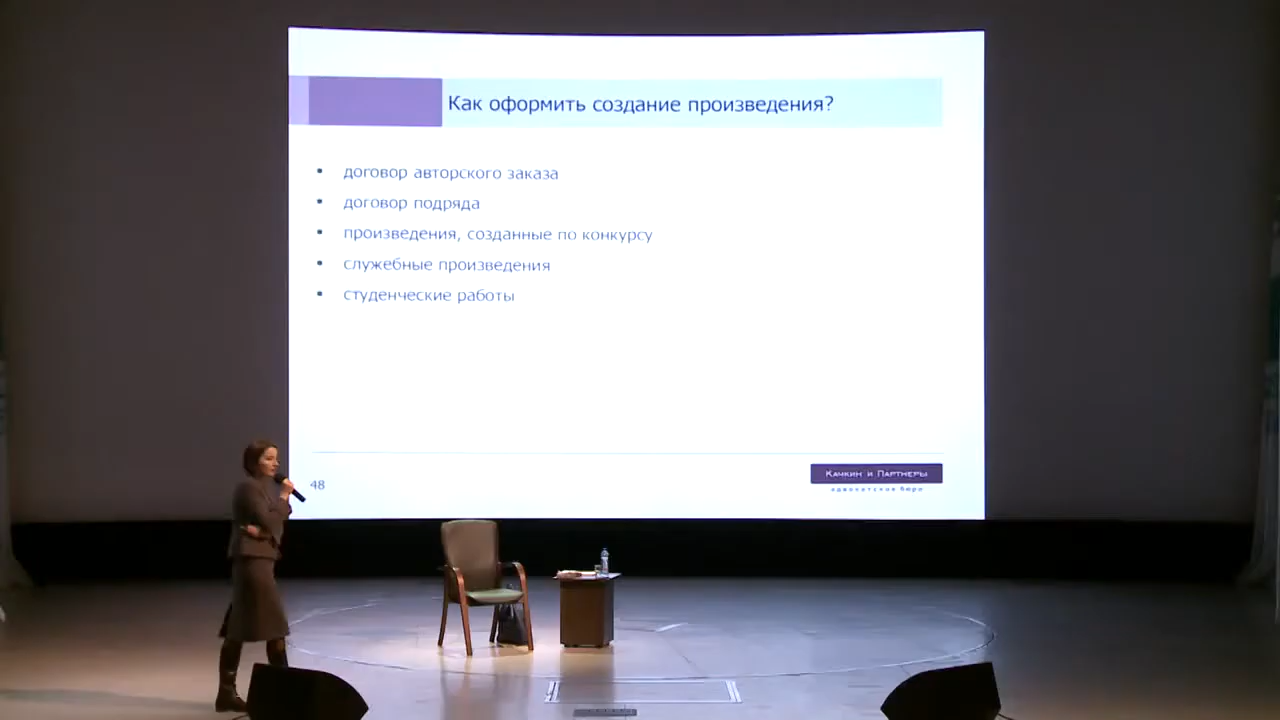 Как оформить создание произведения?
• договор авторского заказа
• договор подряда
• произведения, созданные по конкурсу
• служебные произведения
• студенческие работы
48
Качкин и Партнеры
адвокатское бюро